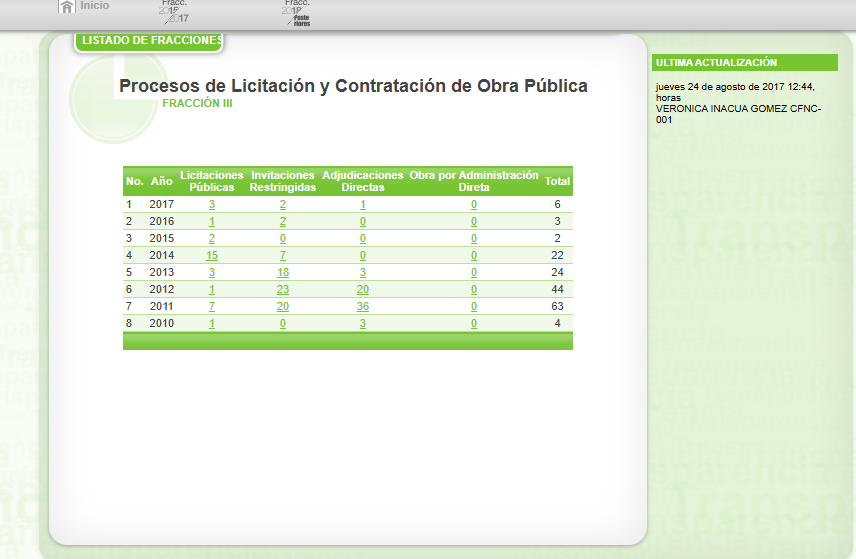 Inicio
Fracc.
2015
2017
Fracc.
2018
Poste
riores
LISTADO DE FRACCIONES
ULTIMA ACTUALIZACIÓN
jueves 24 de agosto de 2017 12:44,
horas
VERONICA INACUA GOMEZ CFNC-
001
Procesos de Licitación y Contratación de Obra Pública
FRACCIÓN III
No. Año Licitaciones Públicas Invitaciones Restringidas Adjudicaciones Directas Obra por Administración Direta Total
1 2017 3 2 1 0 6
2 2016 1 2 0 0 3
3 2015 2 0 0 0 2
4 2014 15 7 0 0 22
5 2013 3 18 3 0 24
6 2012 1 23 20 0 44
7 2011 7 20 36 0 63
8 2010 1 0 3 0 4